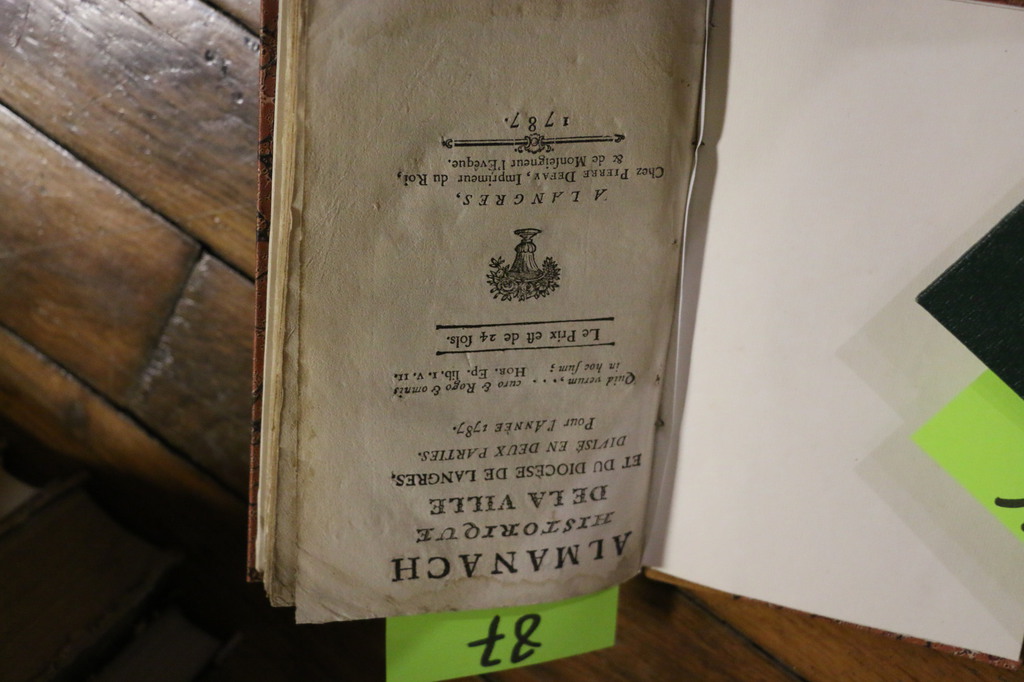 ALMANACH
HISTORIQUE
DE LA VILLE
ET DU DIOCÈSE DE LANGRES,
DIVISÉ EN DEUX PARTIES.
Pour l'ANNÉE 1787.
Quid verum, ... curo & Rogo & omnis
in hoc ſum; HOR. Ep. lib. I. v. II.
Le Prix eſt de 24 ſols.
A LANGRES,
Chez PIERRE DEFAY, Imprimeur du Roi,
& de Monſeigneur l'Evêque.
1787.
87